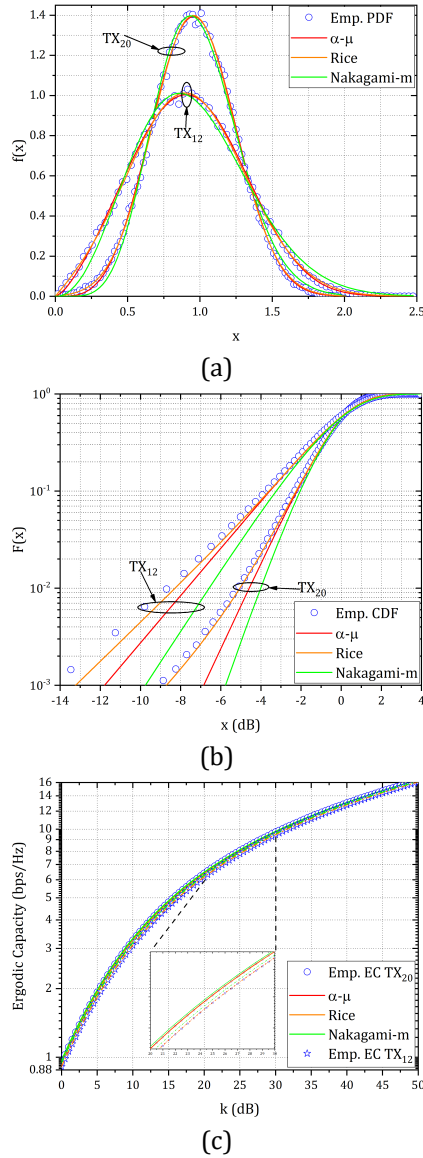 1.4
1.2
1.0
0.8
0.6
0.4
0.2
0.0
f(x)
TX20
TX12
Emp. PDF
α-μ
Rice
Nakagami-m
0.0 0.5 1.0 1.5 2.0 2.5
x
(a)
10^0
10^-1
10^-2
10^-3
F(x)
TX12
TX20
Emp. CDF
α-μ
Rice
Nakagami-m
-14 -12 -10 -8 -6 -4 -2 0 2 4
x (dB)
(b)
16
14
12
10
9
8
7
6
5
4
3
2
1
0.88
Ergodic Capacity (bps/Hz)
Emp. EC TX20
α-μ
Rice
Nakagami-m
Emp. EC TX12
0 5 10 15 20 25 30 35 40 45 50
k (dB)
(c)